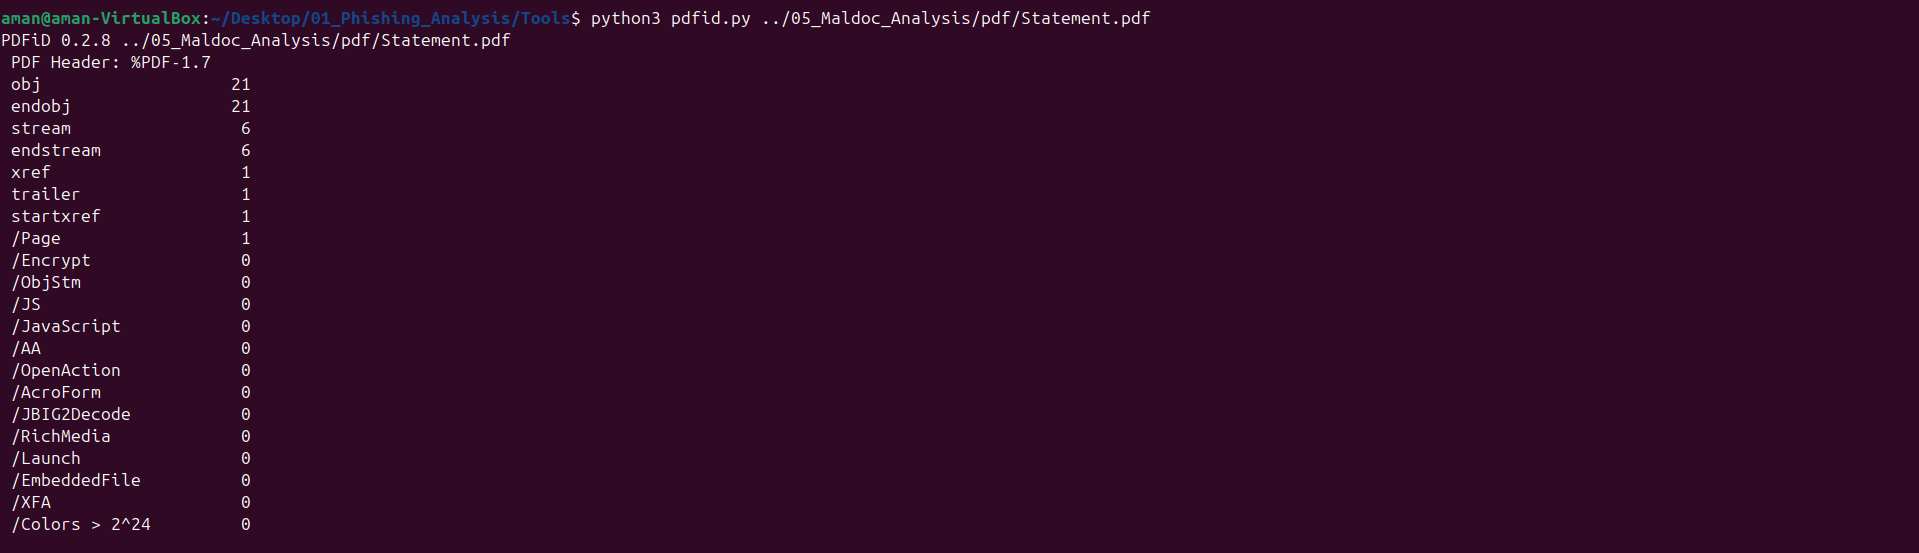 aman@aman-VirtualBox:~/Desktop/01_Phishing_Analysis/Tools$ python3 pdfid.py ../05_Maldoc_Analysis/pdf/Statement.pdf
PDFiD 0.2.8 ../05_Maldoc_Analysis/pdf/Statement.pdf
 PDF Header: %PDF-1.7
 obj                   21
 endobj                21
 stream                 6
 endstream              6
 xref                   1
 trailer                1
 startxref              1
 /Page                  1
 /Encrypt               0
 /ObjStm                0
 /JS                    0
 /JavaScript            0
 /AA                    0
 /OpenAction            0
 /AcroForm              0
 /JBIG2Decode           0
 /RichMedia             0
 /Launch                0
 /EmbeddedFile          0
 /XFA                   0
 /Colors > 2^24         0